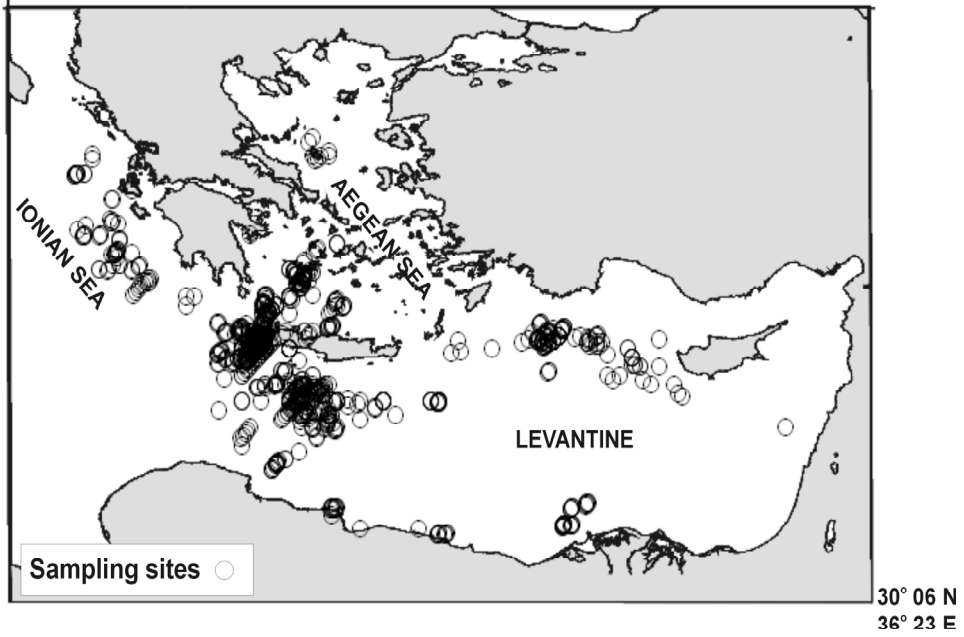 IONIAN SEA
AEGEAN SEA
LEVANTINE
Sampling sites
30° 06 N
36° 23 E